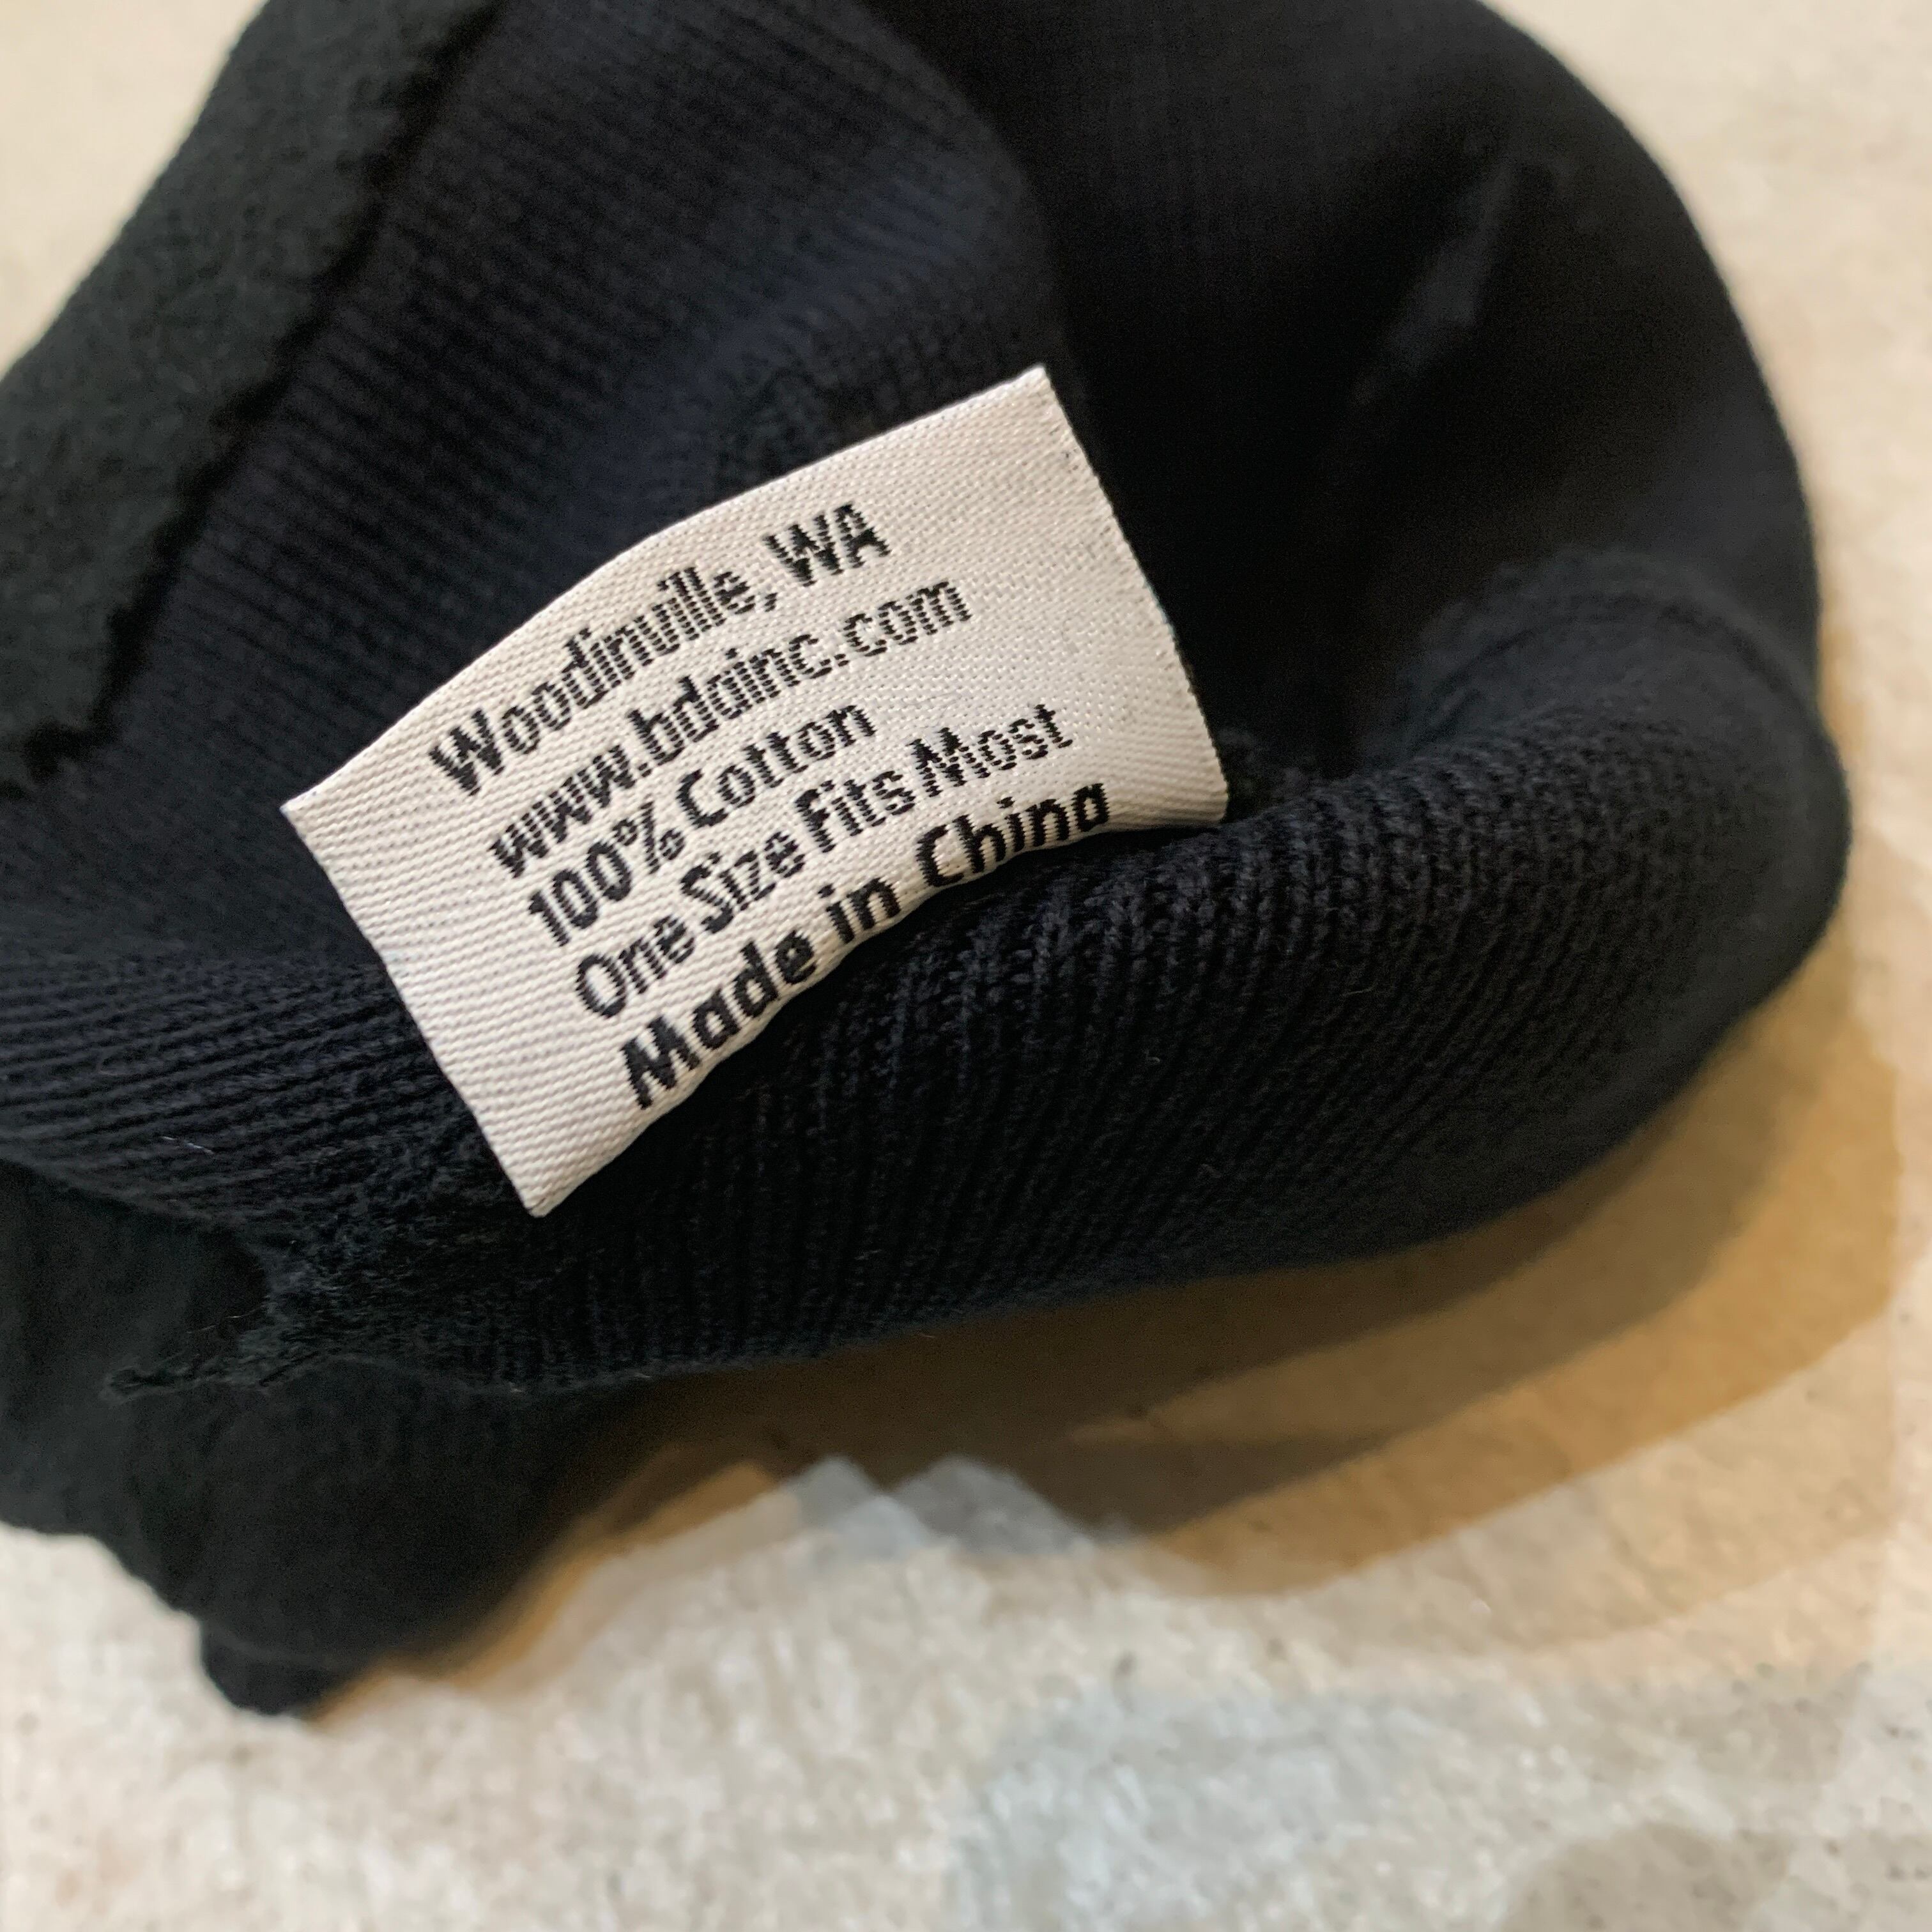 Woodinville, WA
www.bdainc.com
100% Cotton
One Size Fits Most
Made in China